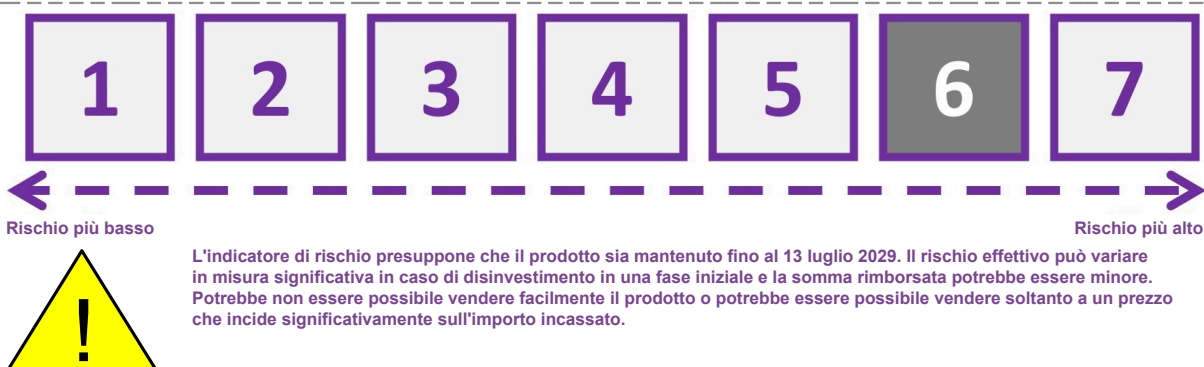 1 2 3 4 5 6 7
Rischio più basso Rischio più alto
L'indicatore di rischio presuppone che il prodotto sia mantenuto fino al 13 luglio 2029. Il rischio effettivo può variare
in misura significativa in caso di disinvestimento in una fase iniziale e la somma rimborsata potrebbe essere minore.
Potrebbe non essere possibile vendere facilmente il prodotto o potrebbe essere possibile vendere soltanto a un prezzo
che incide significativamente sull'importo incassato.
!